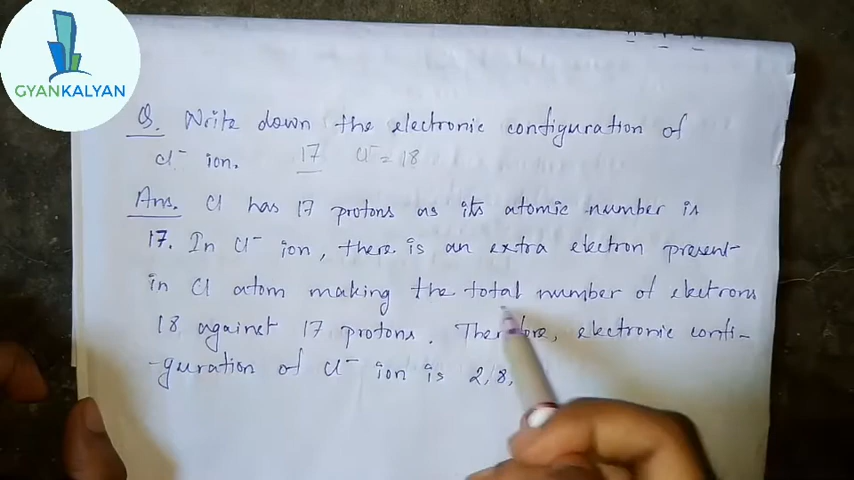 GYANKALYAN
Q. Write down the electronic configuration of
Cl⁻ ion. 17 Cl⁻ = 18
Ans. Cl has 17 protons as its atomic number is
17. In Cl⁻ ion, there is an extra electron present
in Cl atom making the total number of electrons
18 against 17 protons. Therefore, electronic confi-
-guration of Cl⁻ ion is 2,8,